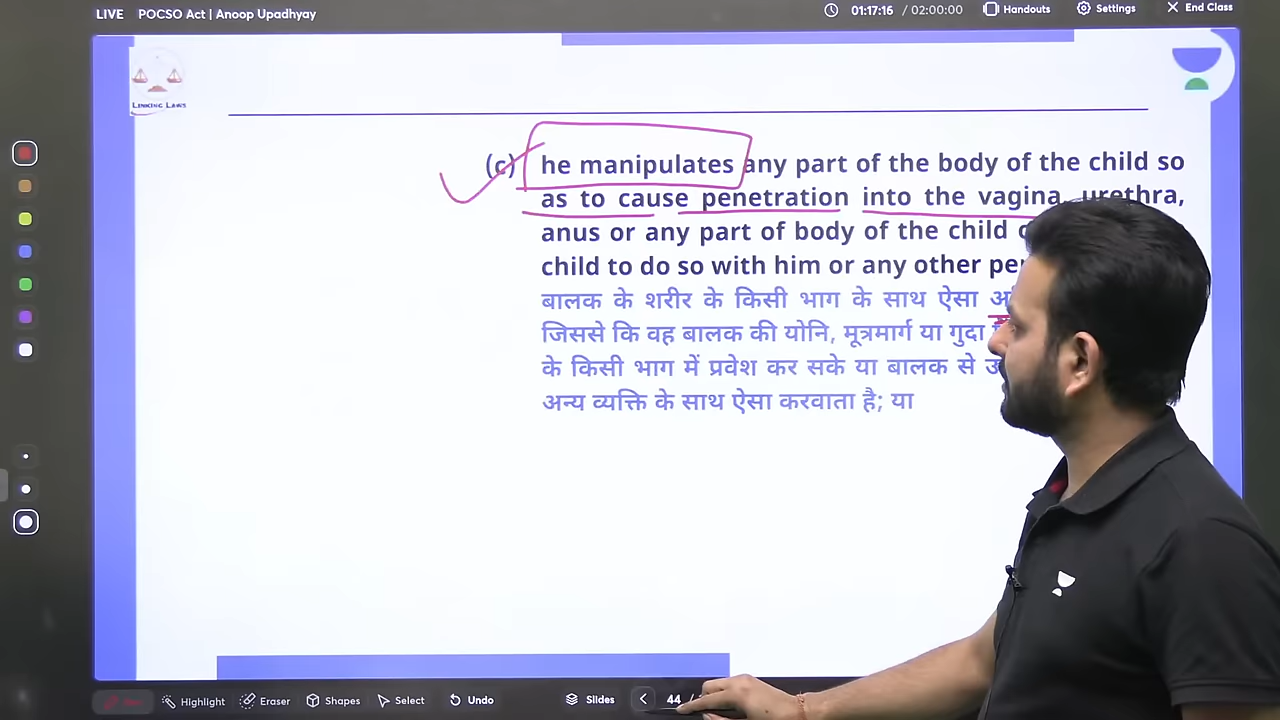 LIVE POCSO Act | Anoop Upadhyay 01:17:16 / 02:00:00 Handouts Settings End Class
LINKING LAWS
(c) he manipulates any part of the body of the child so
as to cause penetration into the vagina, urethra,
anus or any part of body of the child
child to do so with him or any other
बालक के शरीर के किसी भाग के साथ ऐसा
जिससे कि वह बालक की योनि, मूत्रमार्ग या गुदा
के किसी भाग में प्रवेश कर सके या बालक से
अन्य व्यक्ति के साथ ऐसा करवाता है; या
Highlight Eraser Shapes Select Undo Slides 44 /